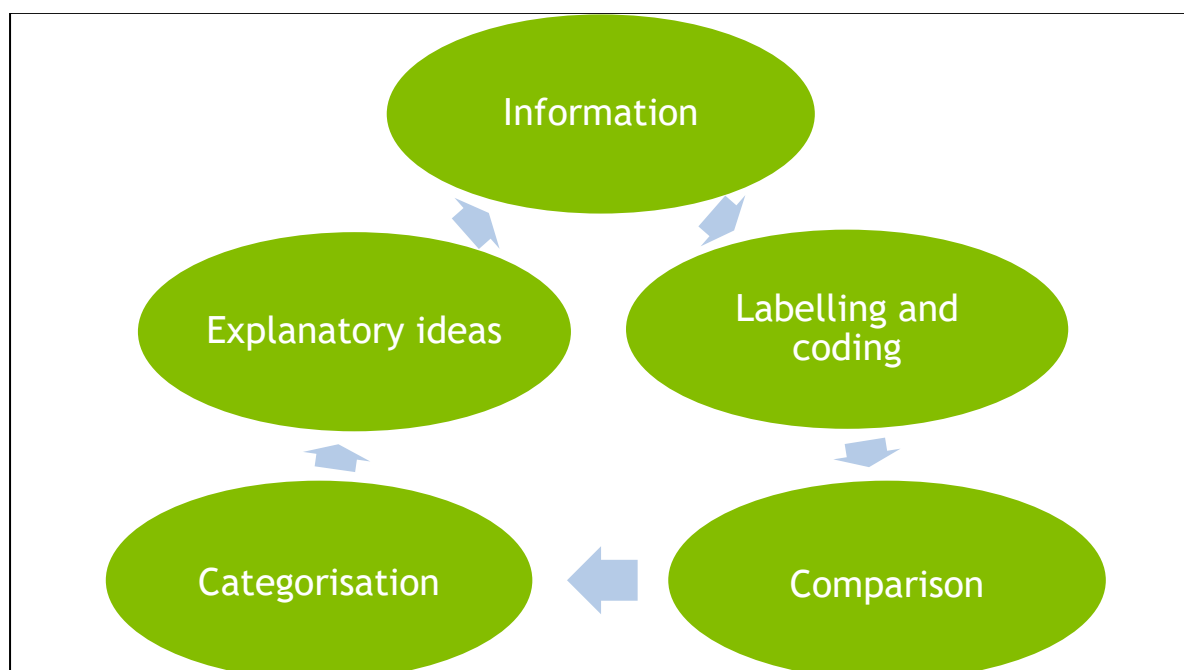 Information
Labelling and
coding
Comparison
Categorisation
Explanatory ideas